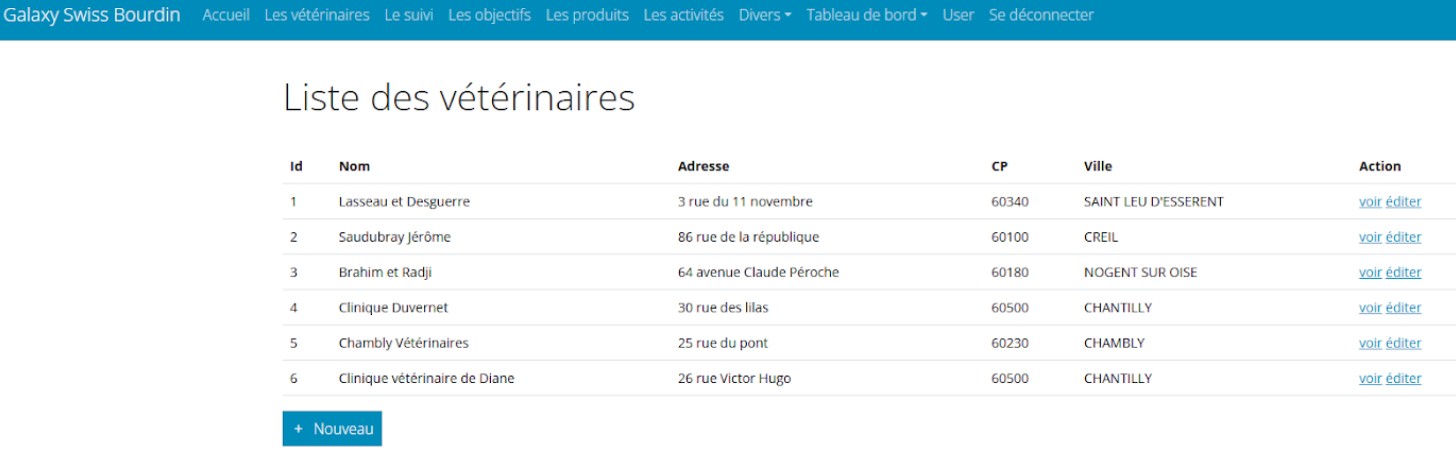 Galaxy Swiss Bourdin Accueil Les vétérinaires Le suivi Les objectifs Les produits Les activités Divers Tableau de bord User Se déconnecter
Liste des vétérinaires
Id Nom Adresse CP Ville Action
1 Lasseau et Desguerre 3 rue du 11 novembre 60340 SAINT LEU D'ESSERENT voir éditer
2 Saudubray Jérôme 86 rue de la république 60100 CREIL voir éditer
3 Brahim et Radji 64 avenue Claude Péroche 60180 NOGENT SUR OISE voir éditer
4 Clinique Duvernet 30 rue des lilas 60500 CHANTILLY voir éditer
5 Chambly Vétérinaires 25 rue du pont 60230 CHAMBLY voir éditer
6 Clinique vétérinaire de Diane 26 rue Victor Hugo 60500 CHANTILLY voir éditer
+ Nouveau